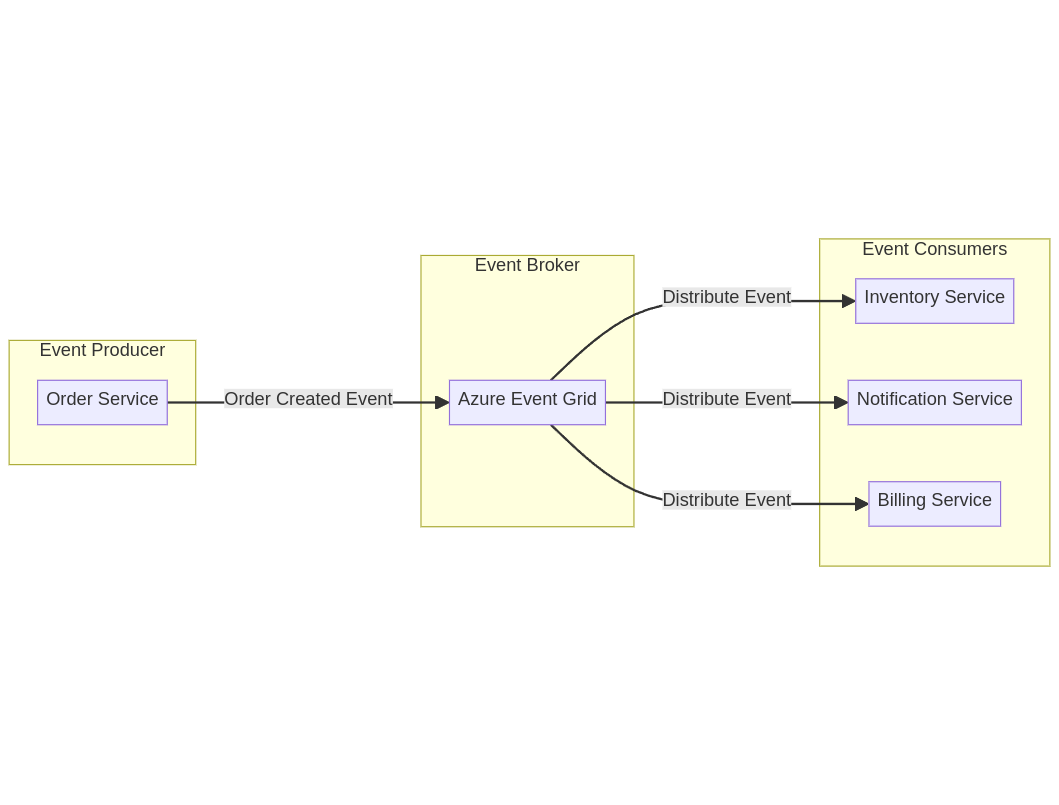 Event Producer
Order Service
Order Created Event
Event Broker
Azure Event Grid
Distribute Event
Distribute Event
Distribute Event
Event Consumers
Inventory Service
Notification Service
Billing Service